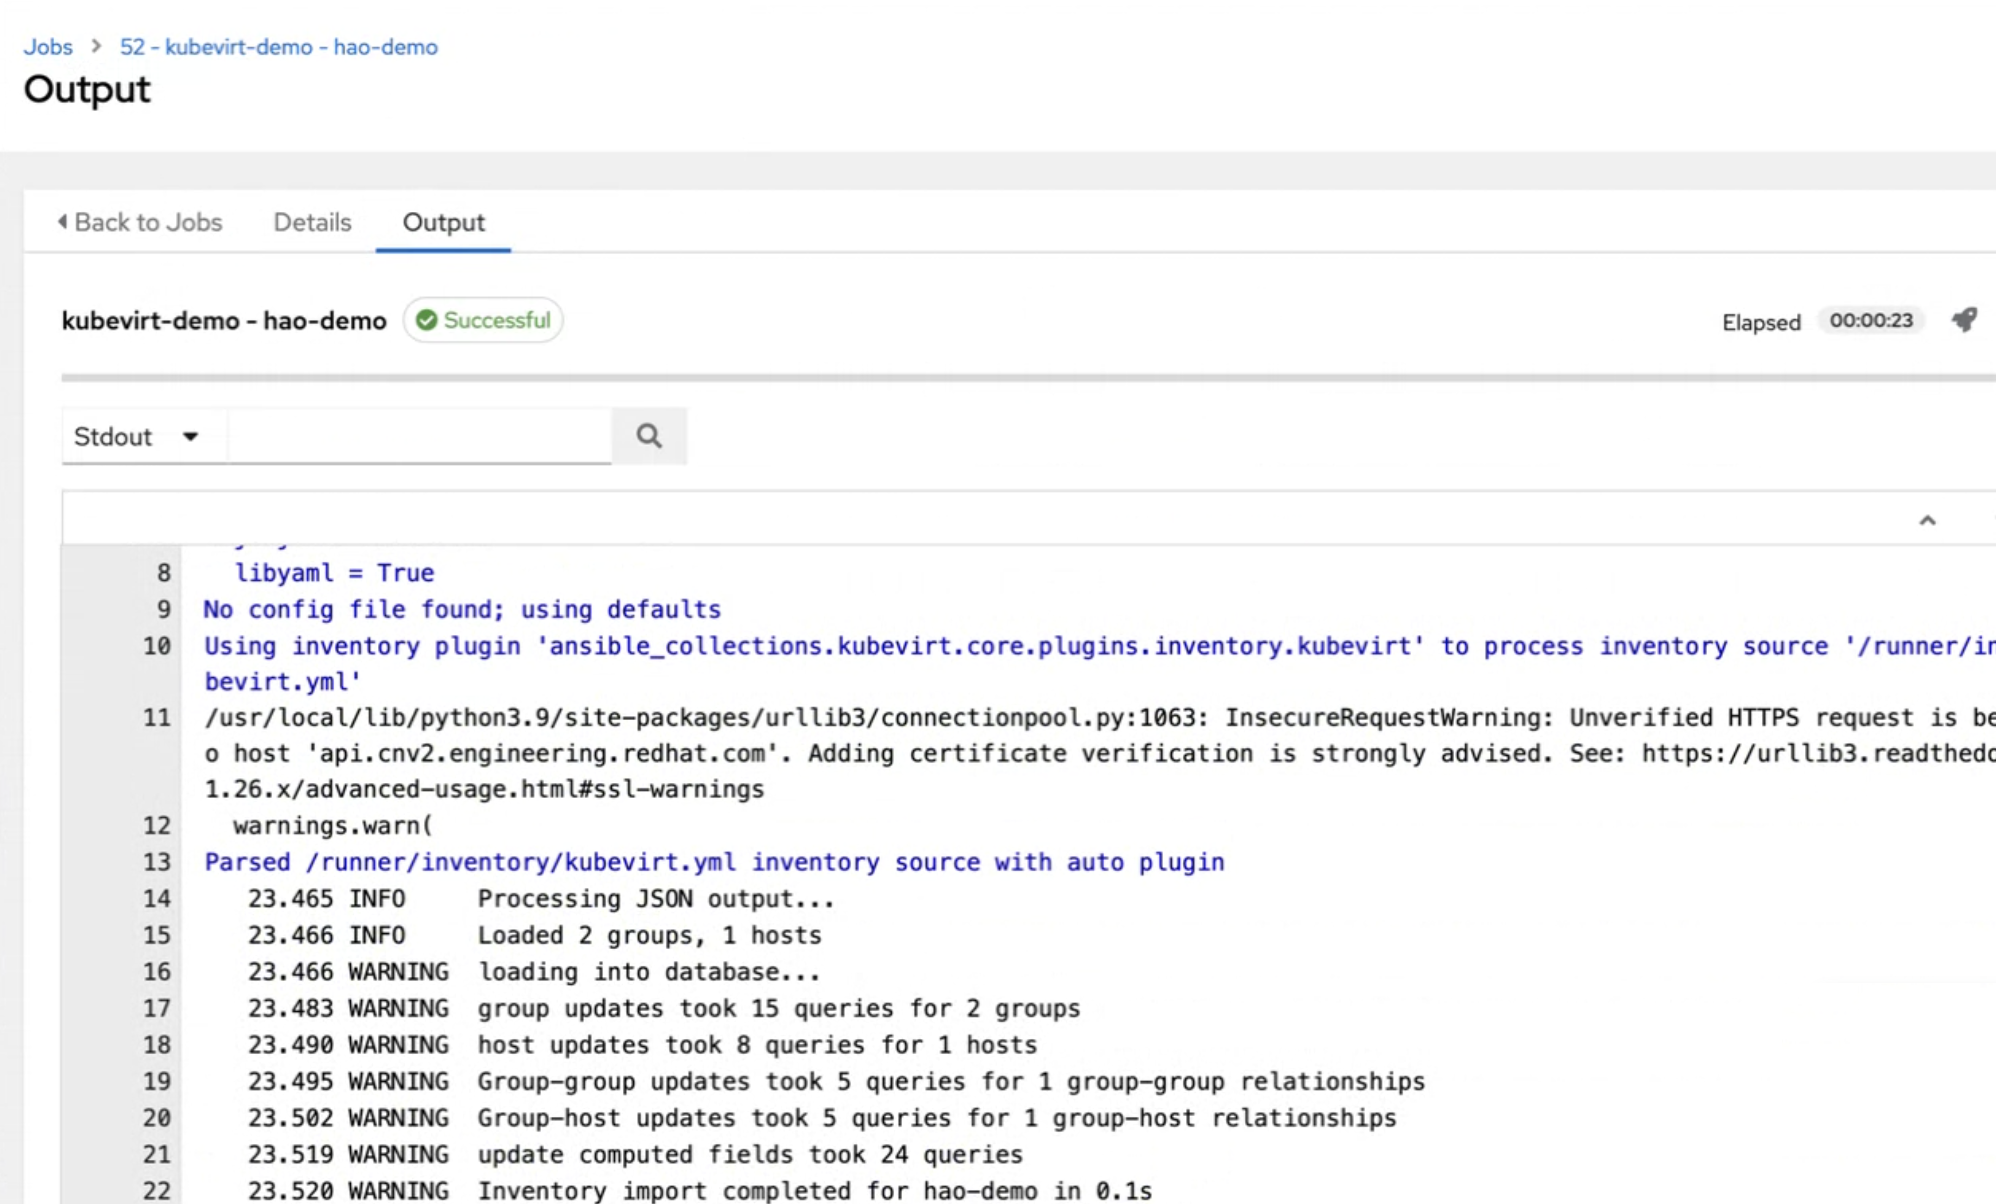 Jobs > 52 - kubevirt-demo - hao-demo
Output
Back to Jobs Details Output
kubevirt-demo - hao-demo Successful Elapsed 00:00:23
Stdout
8 libyaml = True
9 No config file found; using defaults
10 Using inventory plugin 'ansible_collections.kubevirt.core.plugins.inventory.kubevirt' to process inventory source '/runner/in
bevirt.yml'
11 /usr/local/lib/python3.9/site-packages/urllib3/connectionpool.py:1063: InsecureRequestWarning: Unverified HTTPS request is be
o host 'api.cnv2.engineering.redhat.com'. Adding certificate verification is strongly advised. See: https://urllib3.readthedo
1.26.x/advanced-usage.html#ssl-warnings
12 warnings.warn(
13 Parsed /runner/inventory/kubevirt.yml inventory source with auto plugin
14 23.465 INFO Processing JSON output...
15 23.466 INFO Loaded 2 groups, 1 hosts
16 23.466 WARNING loading into database...
17 23.483 WARNING group updates took 15 queries for 2 groups
18 23.490 WARNING host updates took 8 queries for 1 hosts
19 23.495 WARNING Group-group updates took 5 queries for 1 group-group relationships
20 23.502 WARNING Group-host updates took 5 queries for 1 group-host relationships
21 23.519 WARNING update computed fields took 24 queries
22 23.520 WARNING Inventory import completed for hao-demo in 0.1s